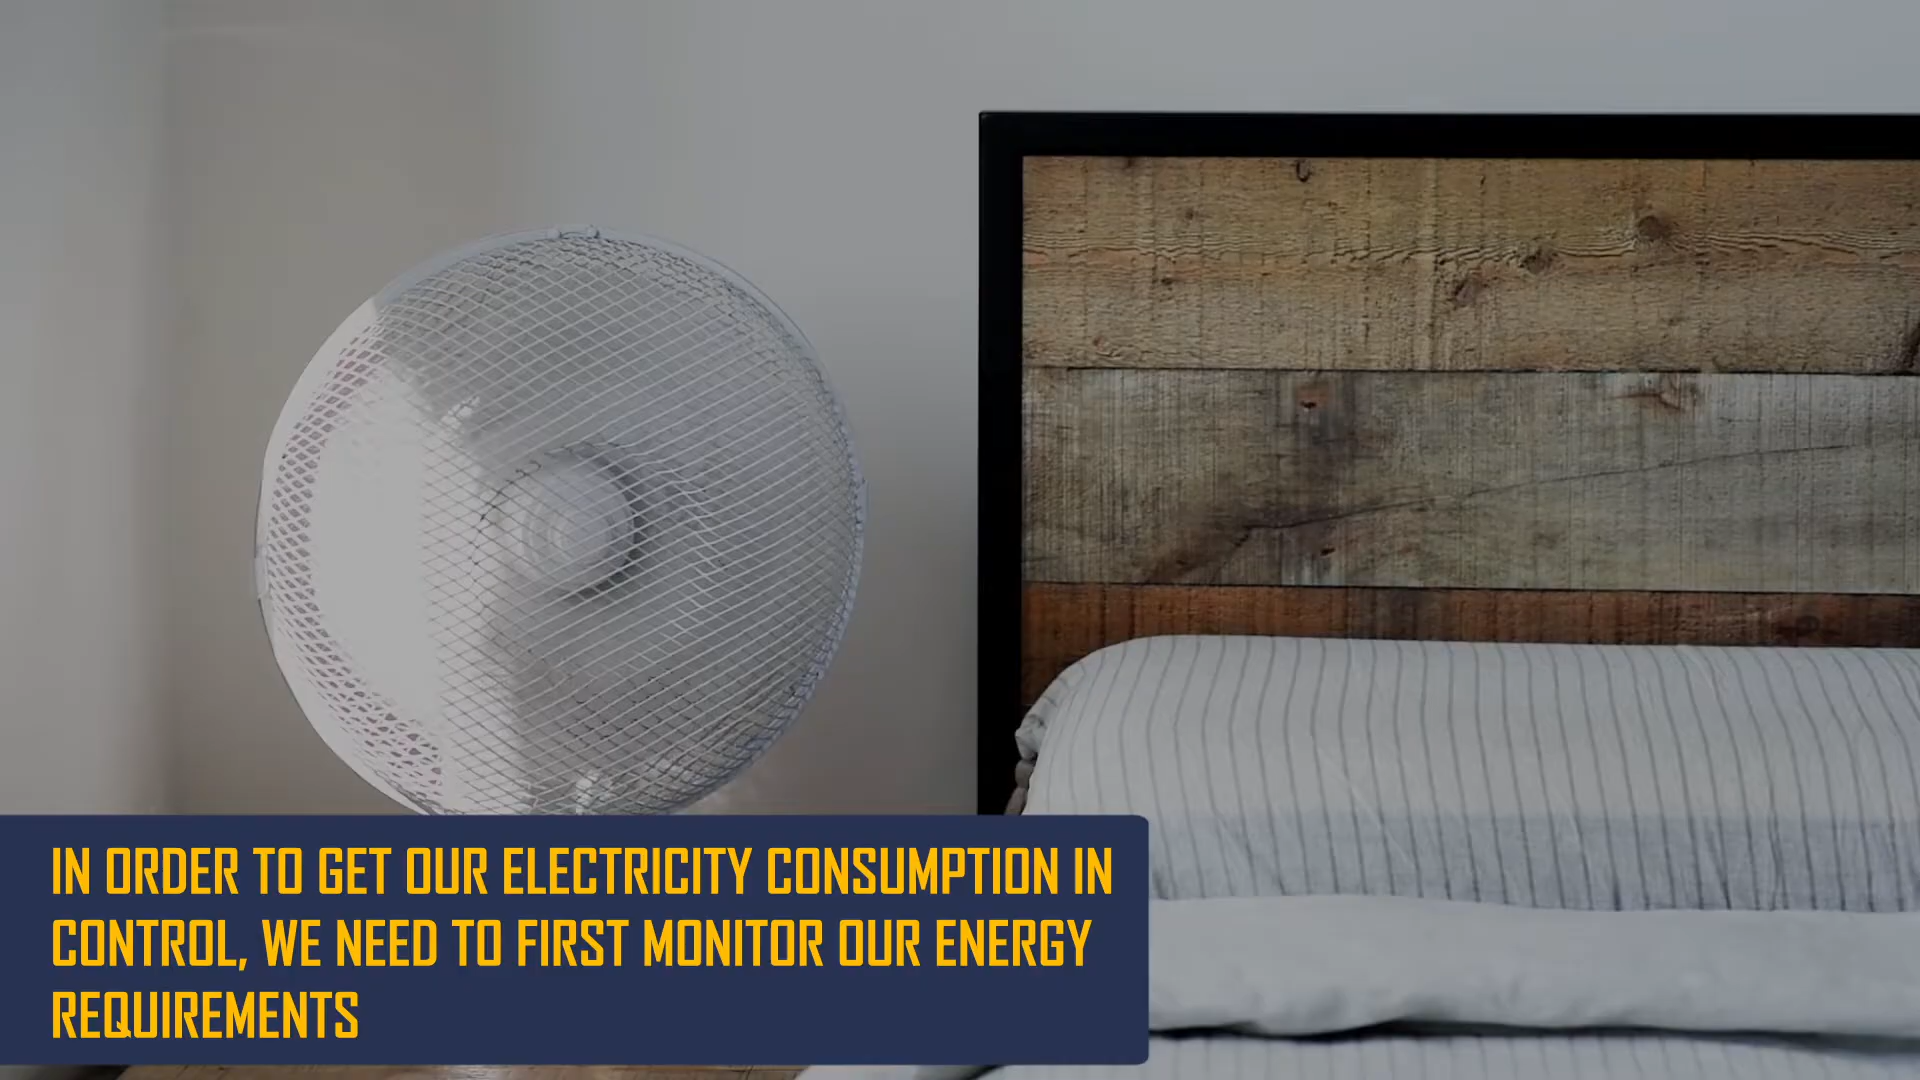 IN ORDER TO GET OUR ELECTRICITY CONSUMPTION IN
CONTROL, WE NEED TO FIRST MONITOR OUR ENERGY
REQUIREMENTS